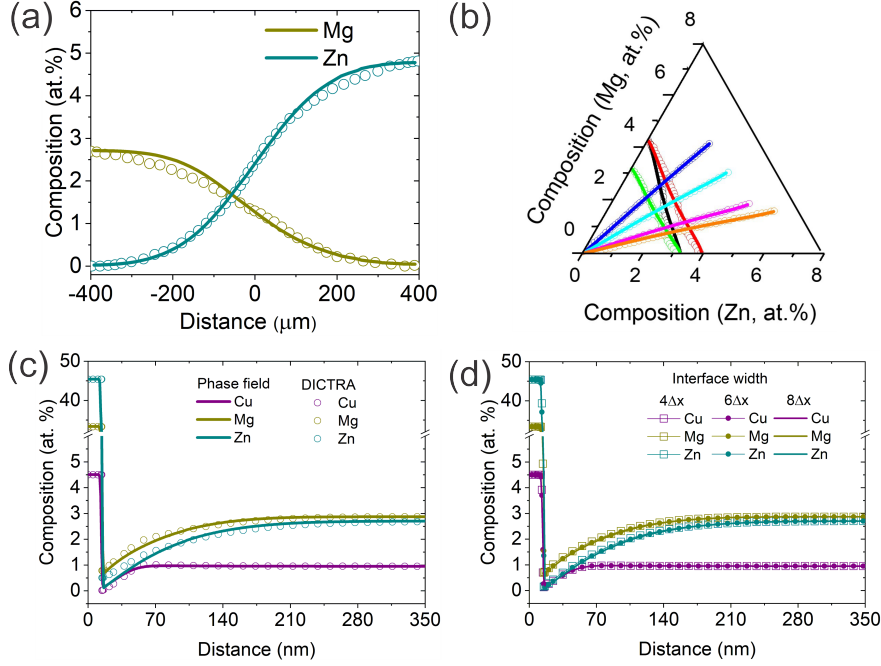 (a)
Mg
Zn
Composition (at.%)
6
5
4
3
2
1
0
-400 -200 0 200 400
Distance (μm)
(b)
Composition (Mg, at.%)
8
6
4
2
0
0 2 4 6 8
Composition (Zn, at.%)
(c)
Composition (at. %)
50
45
5
4
3
2
1
0
Phase field DICTRA
Cu Cu
Mg Mg
Zn Zn
0 70 140 210 280 350
Distance (nm)
(d)
Composition (at. %)
50
45
5
4
3
2
1
0
Interface width
4Δx 6Δx 8Δx
Cu Cu Cu
Mg Mg Mg
Zn Zn Zn
0 70 140 210 280 350
Distance (nm)